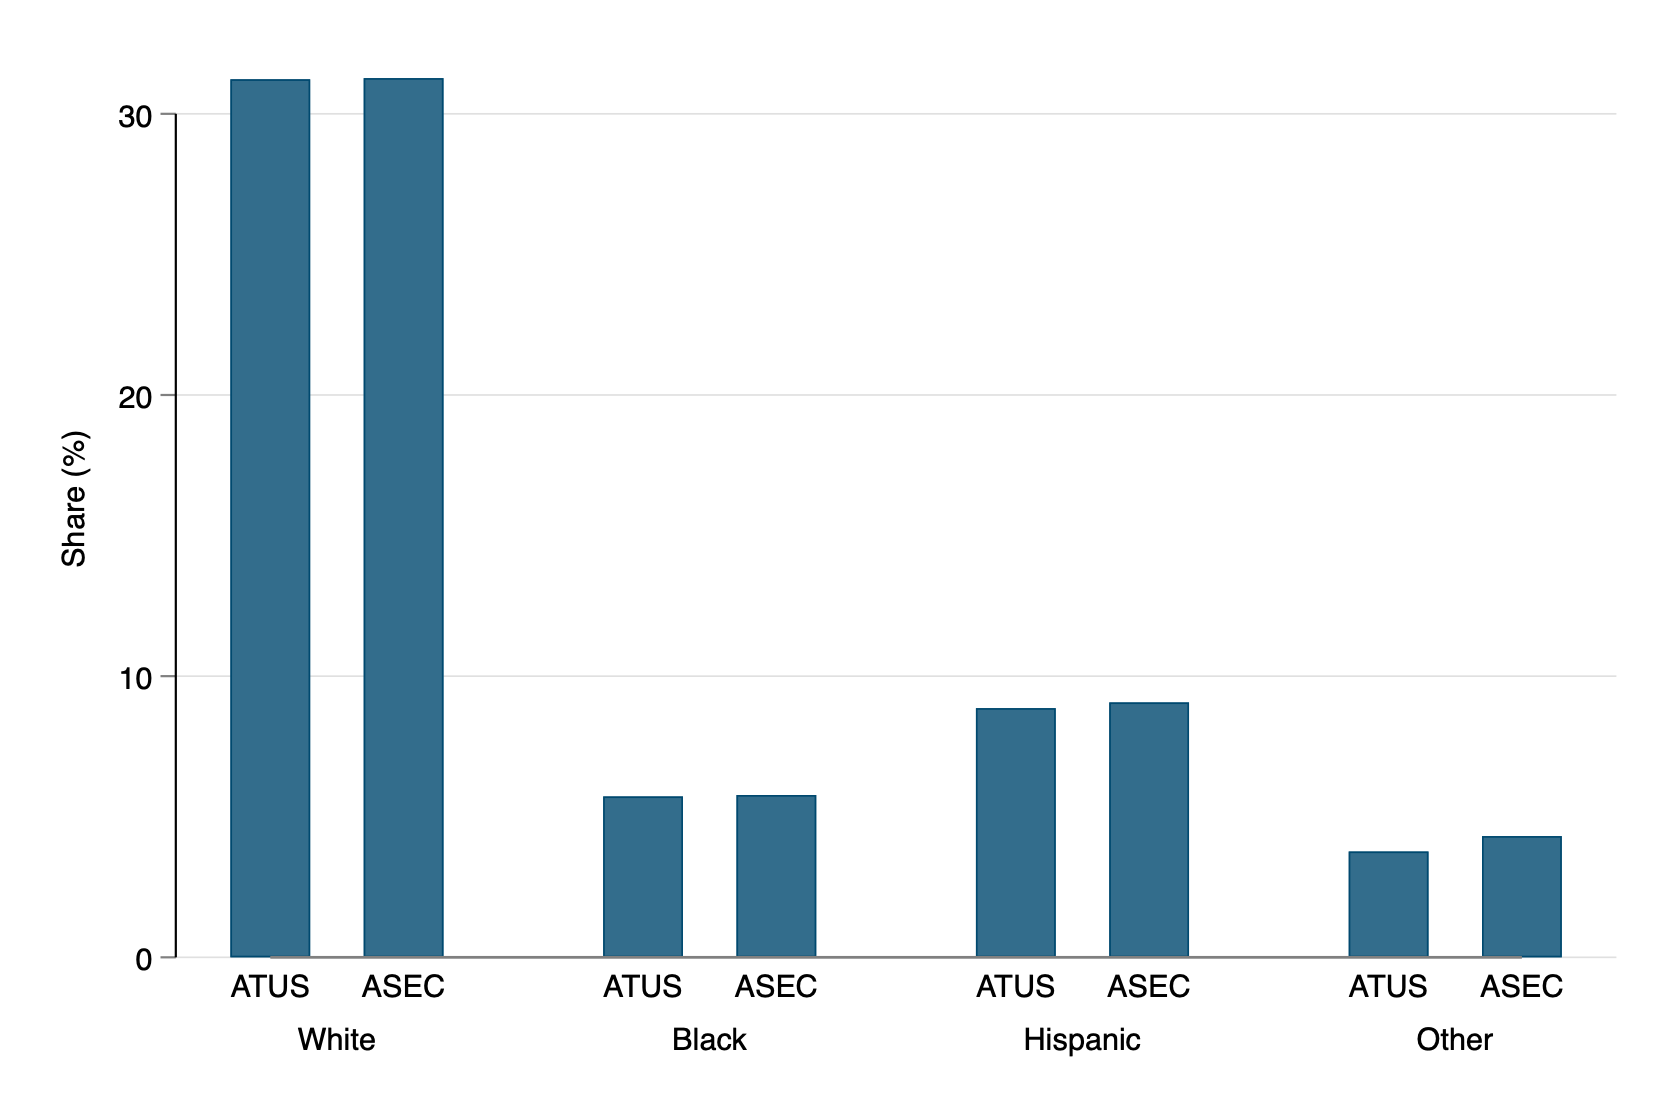 Share (%)
30
20
10
0
ATUS ASEC ATUS ASEC ATUS ASEC ATUS ASEC
White Black Hispanic Other